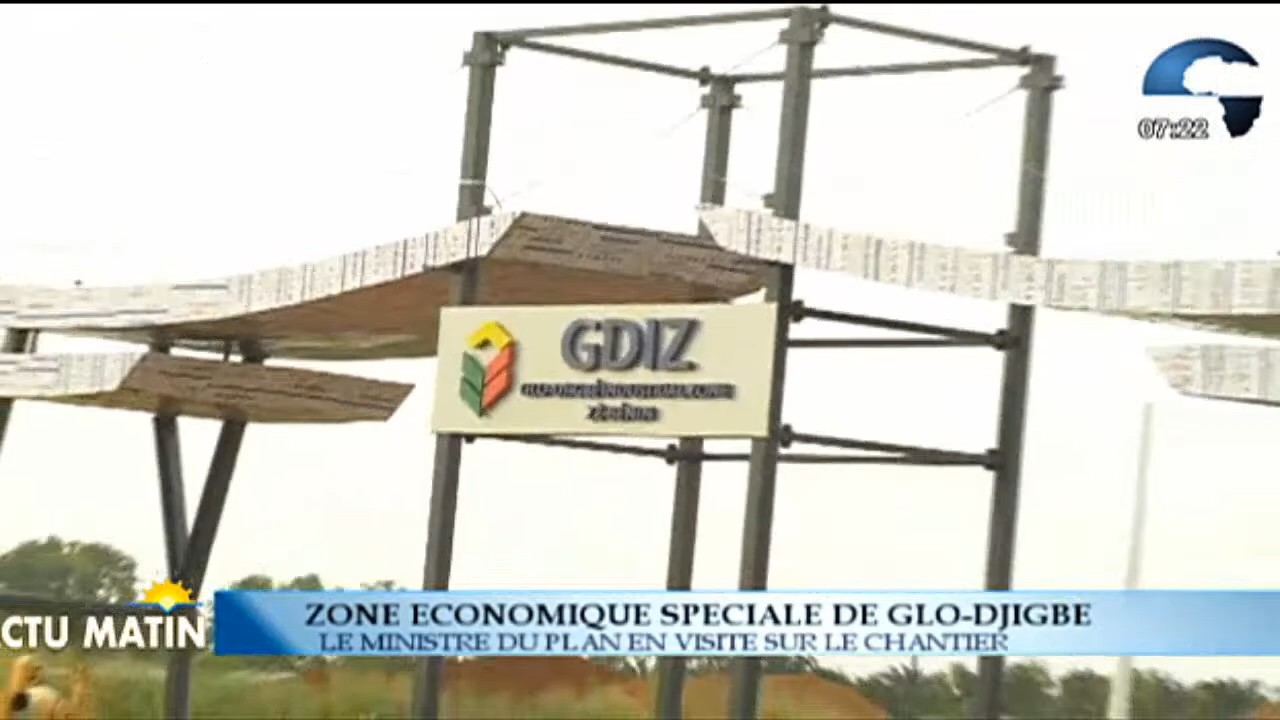 07:22
GDIZ
CTU MATIN
ZONE ECONOMIQUE SPECIALE DE GLO-DJIGBE
LE MINISTRE DU PLAN EN VISITE SUR LE CHANTIER